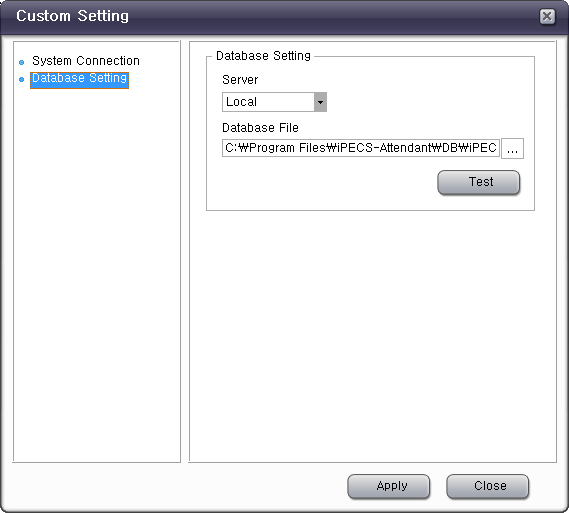 Custom Setting
System Connection
Database Setting
Database Setting
Server
Local
Database File
C:₩Program Files₩iPECS-Attendant₩DB₩iPEC
...
Test
Apply
Close